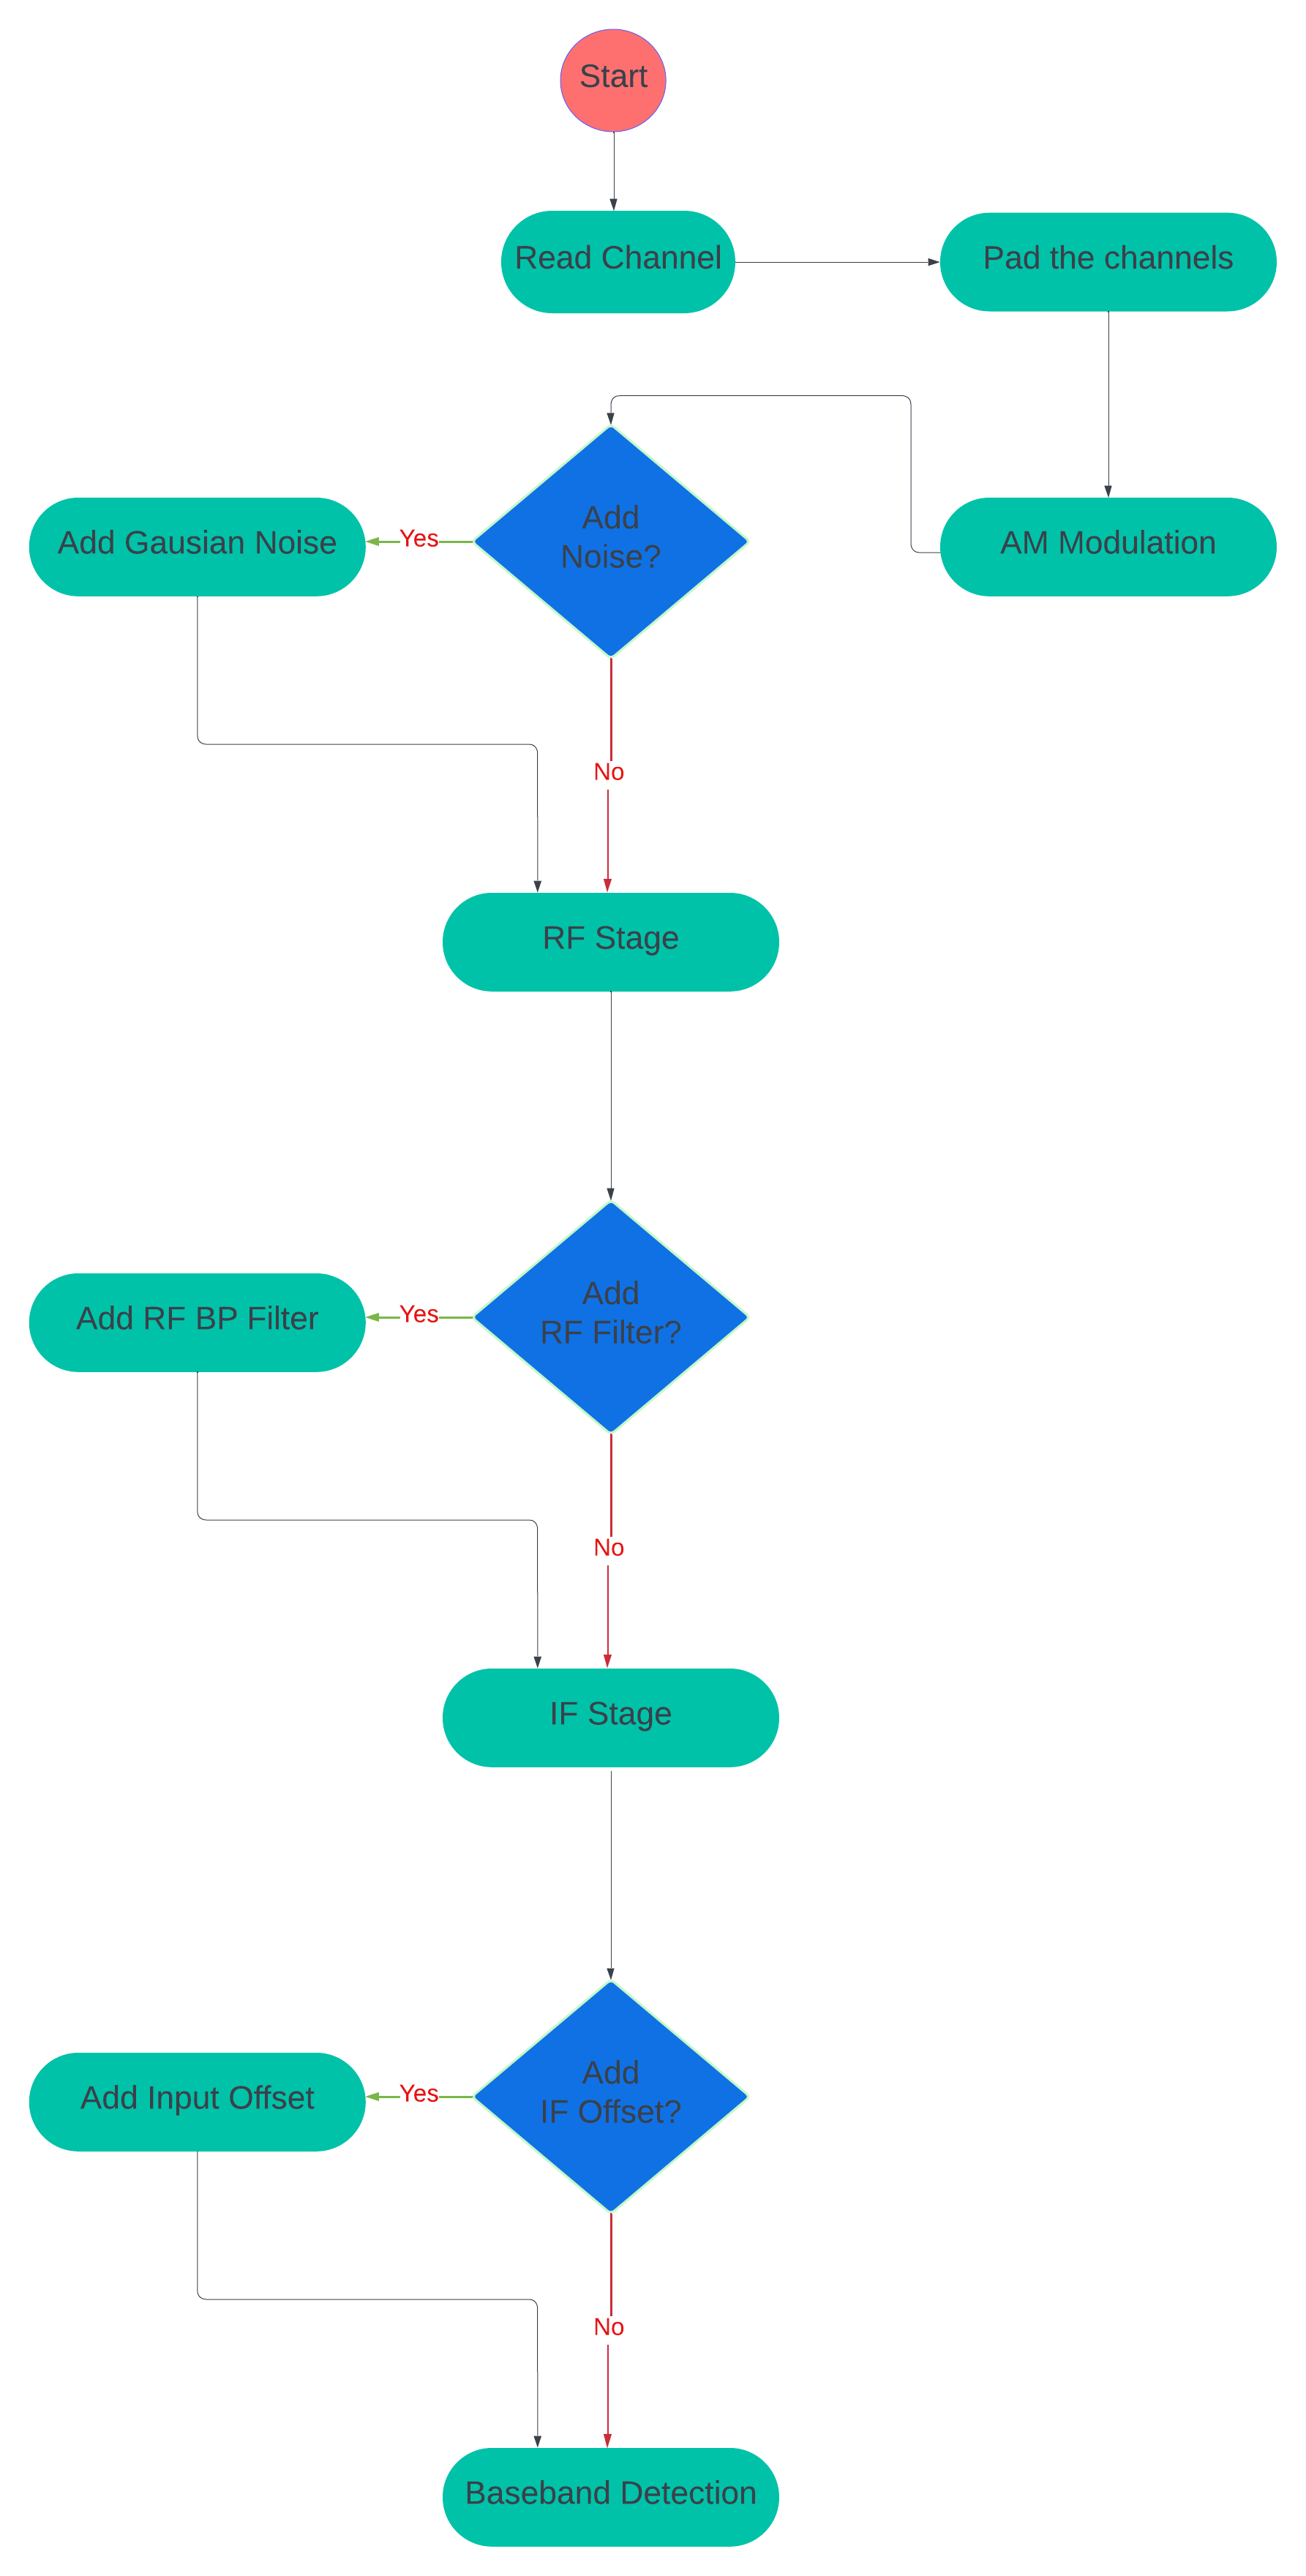 Start
Read Channel
Pad the channels
AM Modulation
Add
Noise?
Yes
Add Gausian Noise
No
RF Stage
Add
RF Filter?
Yes
Add RF BP Filter
No
IF Stage
Add
IF Offset?
Yes
Add Input Offset
No
Baseband Detection